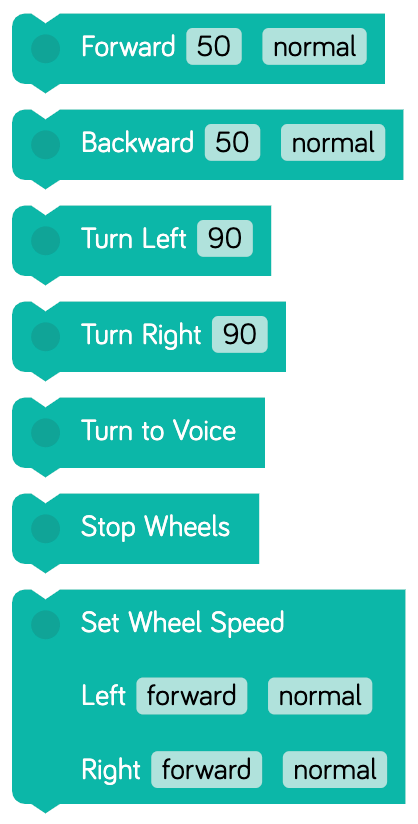 Forward 50 normal
Backward 50 normal
Turn Left 90
Turn Right 90
Turn to Voice
Stop Wheels
Set Wheel Speed
Left forward normal
Right forward normal